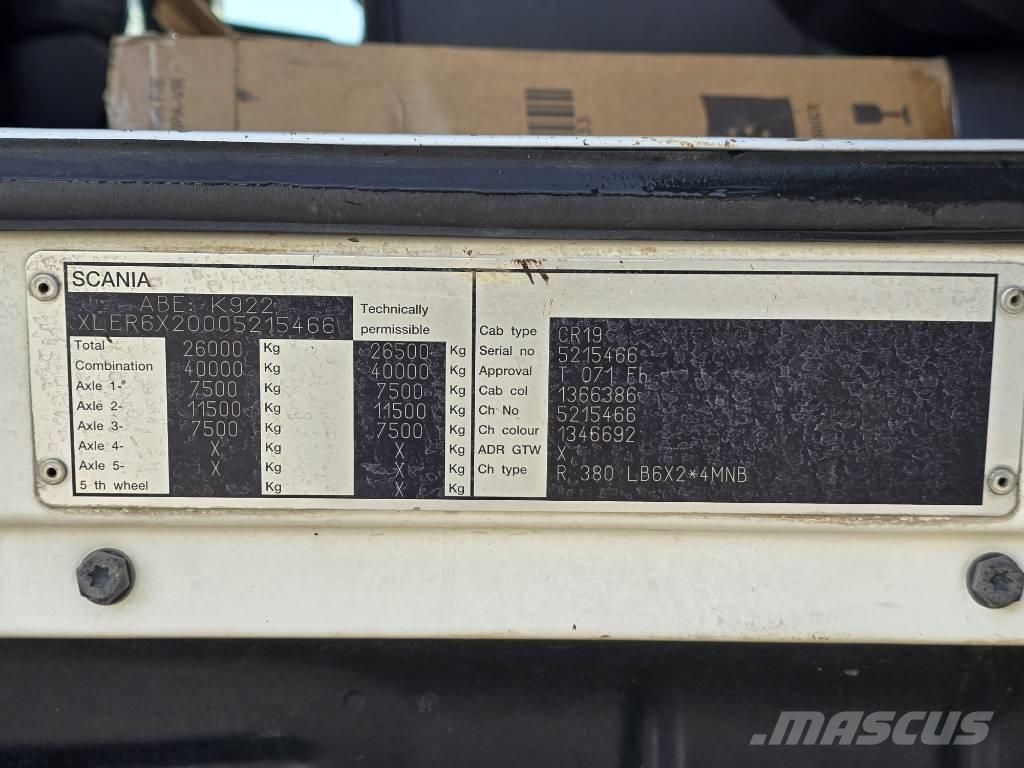 SCANIA
ABE: K922
XLER6X20005215466
Technically
permissible
Total 26000 Kg 26500 Kg
Combination 40000 Kg 40000 Kg
Axle 1- 7500 Kg 7500 Kg
Axle 2- 11500 Kg 11500 Kg
Axle 3- 7500 Kg 7500 Kg
Axle 4- X Kg X Kg
Axle 5- X Kg X Kg
5 th wheel Kg X Kg
Cab type CR19
Serial no 5215466
Approval T 071 Eh
Cab col 1366386
Ch No 5215466
Ch colour 1346692
ADR GTW X
Ch type R 380 LB6X2*4MNB
MASCUS